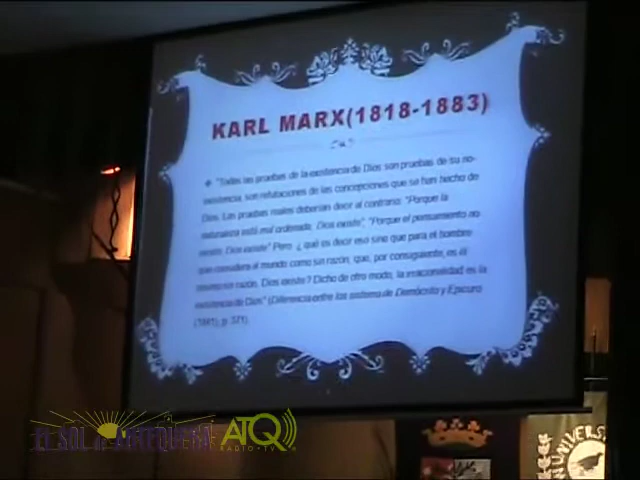 KARL MARX(1818-1883)
"Todas las pruebas de la existencia de Dios son pruebas de su no-
existencia, son refutaciones de las concepciones que se han hecho de
Dios. Las pruebas reales deberían decir al contrario: "Porque la
naturaleza está mal ordenada, Dios existe", "Porque el pensamiento no
existe, Dios existe" Pero ¿ qué es decir eso sino que para el hombre
que considera al mundo como sin razón, que, por consiguiente, es él
mismo sin razón, Dios existe? Dicho de otro modo, la irracionalidad es la
existencia de Dios" (Diferencia entre los sistema de Demócrito y Epicuro
(1841), p. 371)
EL SOL de ANTEQUERA
ATQ
RADIO·TV
UNIVERS